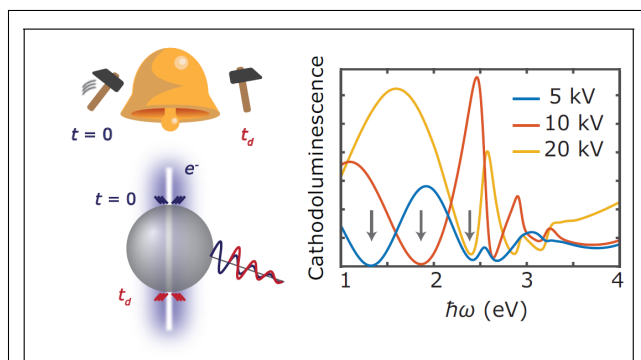 t = 0
t_d
e⁻
t = 0
t_d
Cathodoluminescence
5 kV
10 kV
20 kV
1
2
3
4
ħω (eV)